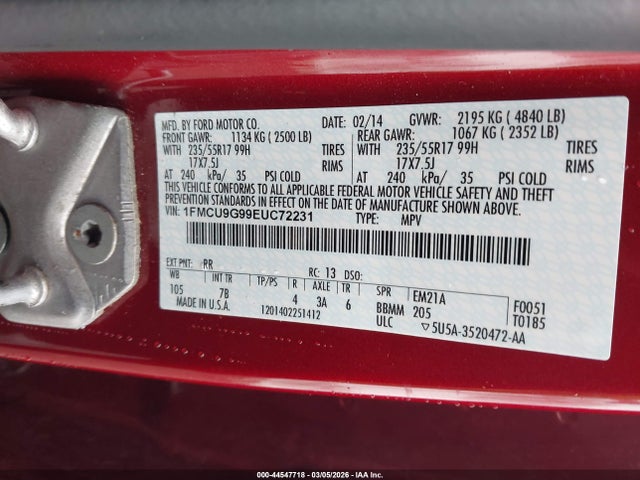 MFD. BY FORD MOTOR CO. DATE: 02/14 GVWR: 2195 KG ( 4840 LB)
FRONT GAWR: 1134 KG ( 2500 LB) REAR GAWR: 1067 KG ( 2352 LB)
WITH 235/55R17 99H TIRES WITH 235/55R17 99H TIRES
17X7.5J RIMS 17X7.5J RIMS
AT 240 kPa/ 35 PSI COLD AT 240 kPa/ 35 PSI COLD
THIS VEHICLE CONFORMS TO ALL APPLICABLE FEDERAL MOTOR VEHICLE SAFETY AND THEFT
PREVENTION STANDARDS IN EFFECT ON THE DATE OF MANUFACTURE SHOWN ABOVE.
VIN: 1FMCU9G99EUC72231 TYPE: MPV
EXT PNT: RR RC: 13 DSO:
WB INT TR TP/PS R AXLE TR SPR EM21A F0051
105 7B 4 3A 6 BBMM 205 T0185
MADE IN U.S.A. 1201402251412 ULC ▽5U5A-3520472-AA
000-44547718 | 03/05/2026 | IAA Inc.